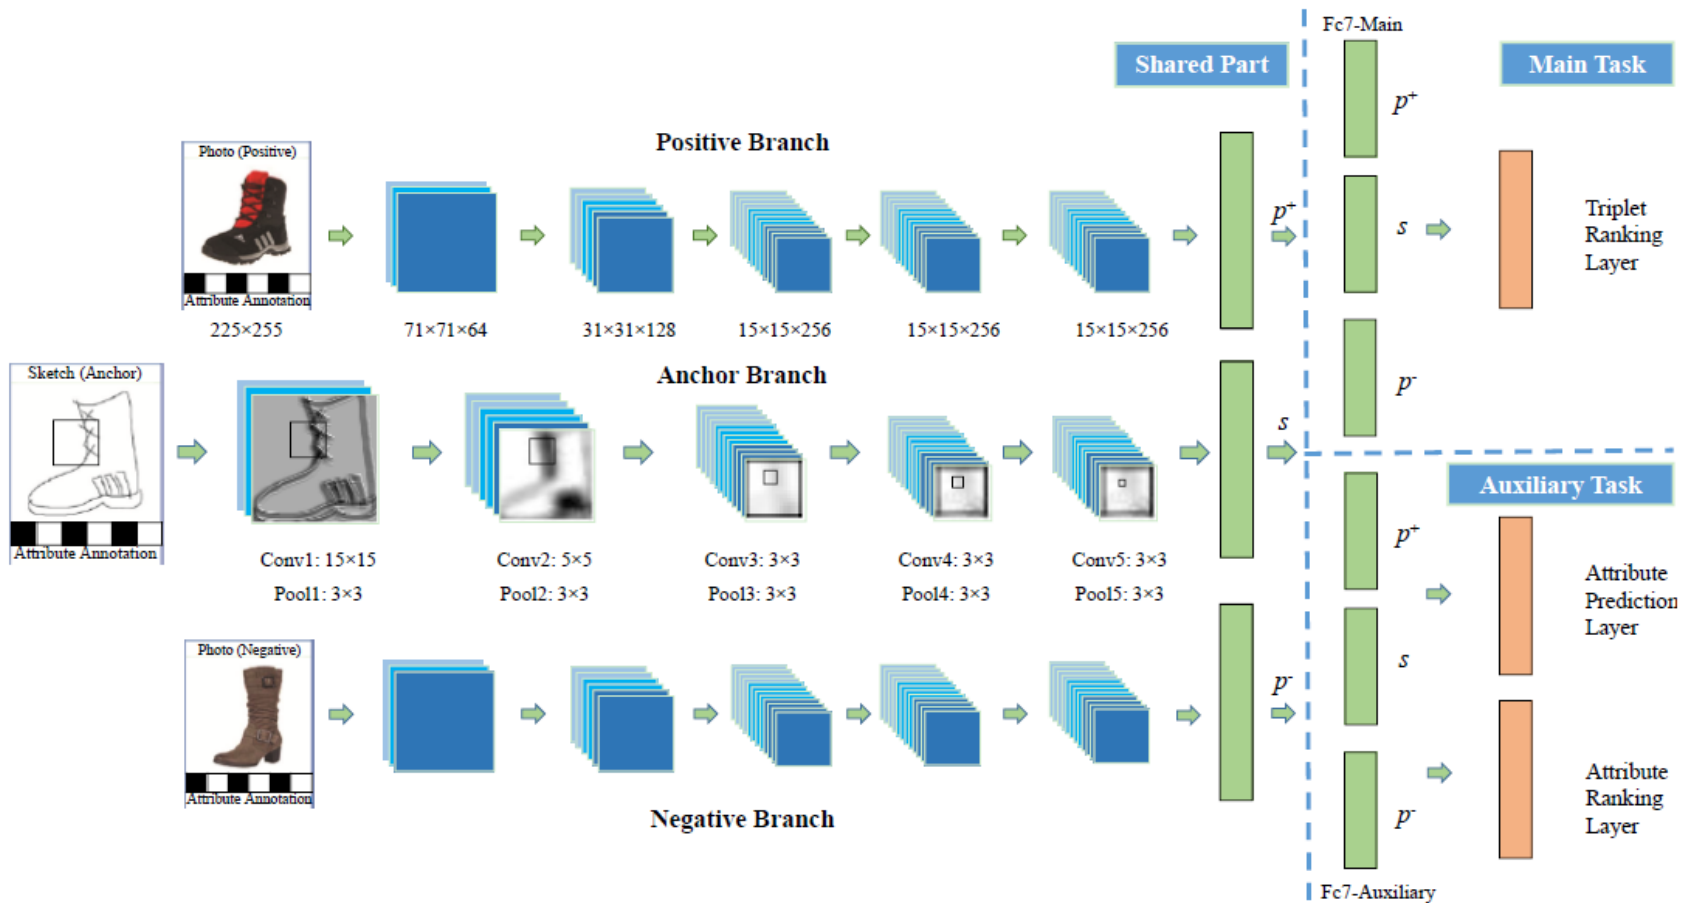 Fc7-Main
Shared Part
Main Task
p+
Positive Branch
Photo (Positive)
Attribute Annotation
p+
s
Triplet
Ranking
Layer
225×255
71×71×64
31×31×128
15×15×256
15×15×256
15×15×256
Sketch (Anchor)
Anchor Branch
p-
s
Attribute Annotation
Auxiliary Task
Conv1: 15×15
Conv2: 5×5
Conv3: 3×3
Conv4: 3×3
Conv5: 3×3
Pool1: 3×3
Pool2: 3×3
Pool3: 3×3
Pool4: 3×3
Pool5: 3×3
p+
Attribute
Prediction
Layer
Photo (Negative)
Attribute Annotation
s
p-
Negative Branch
p-
Attribute
Ranking
Layer
Fc7-Auxiliary